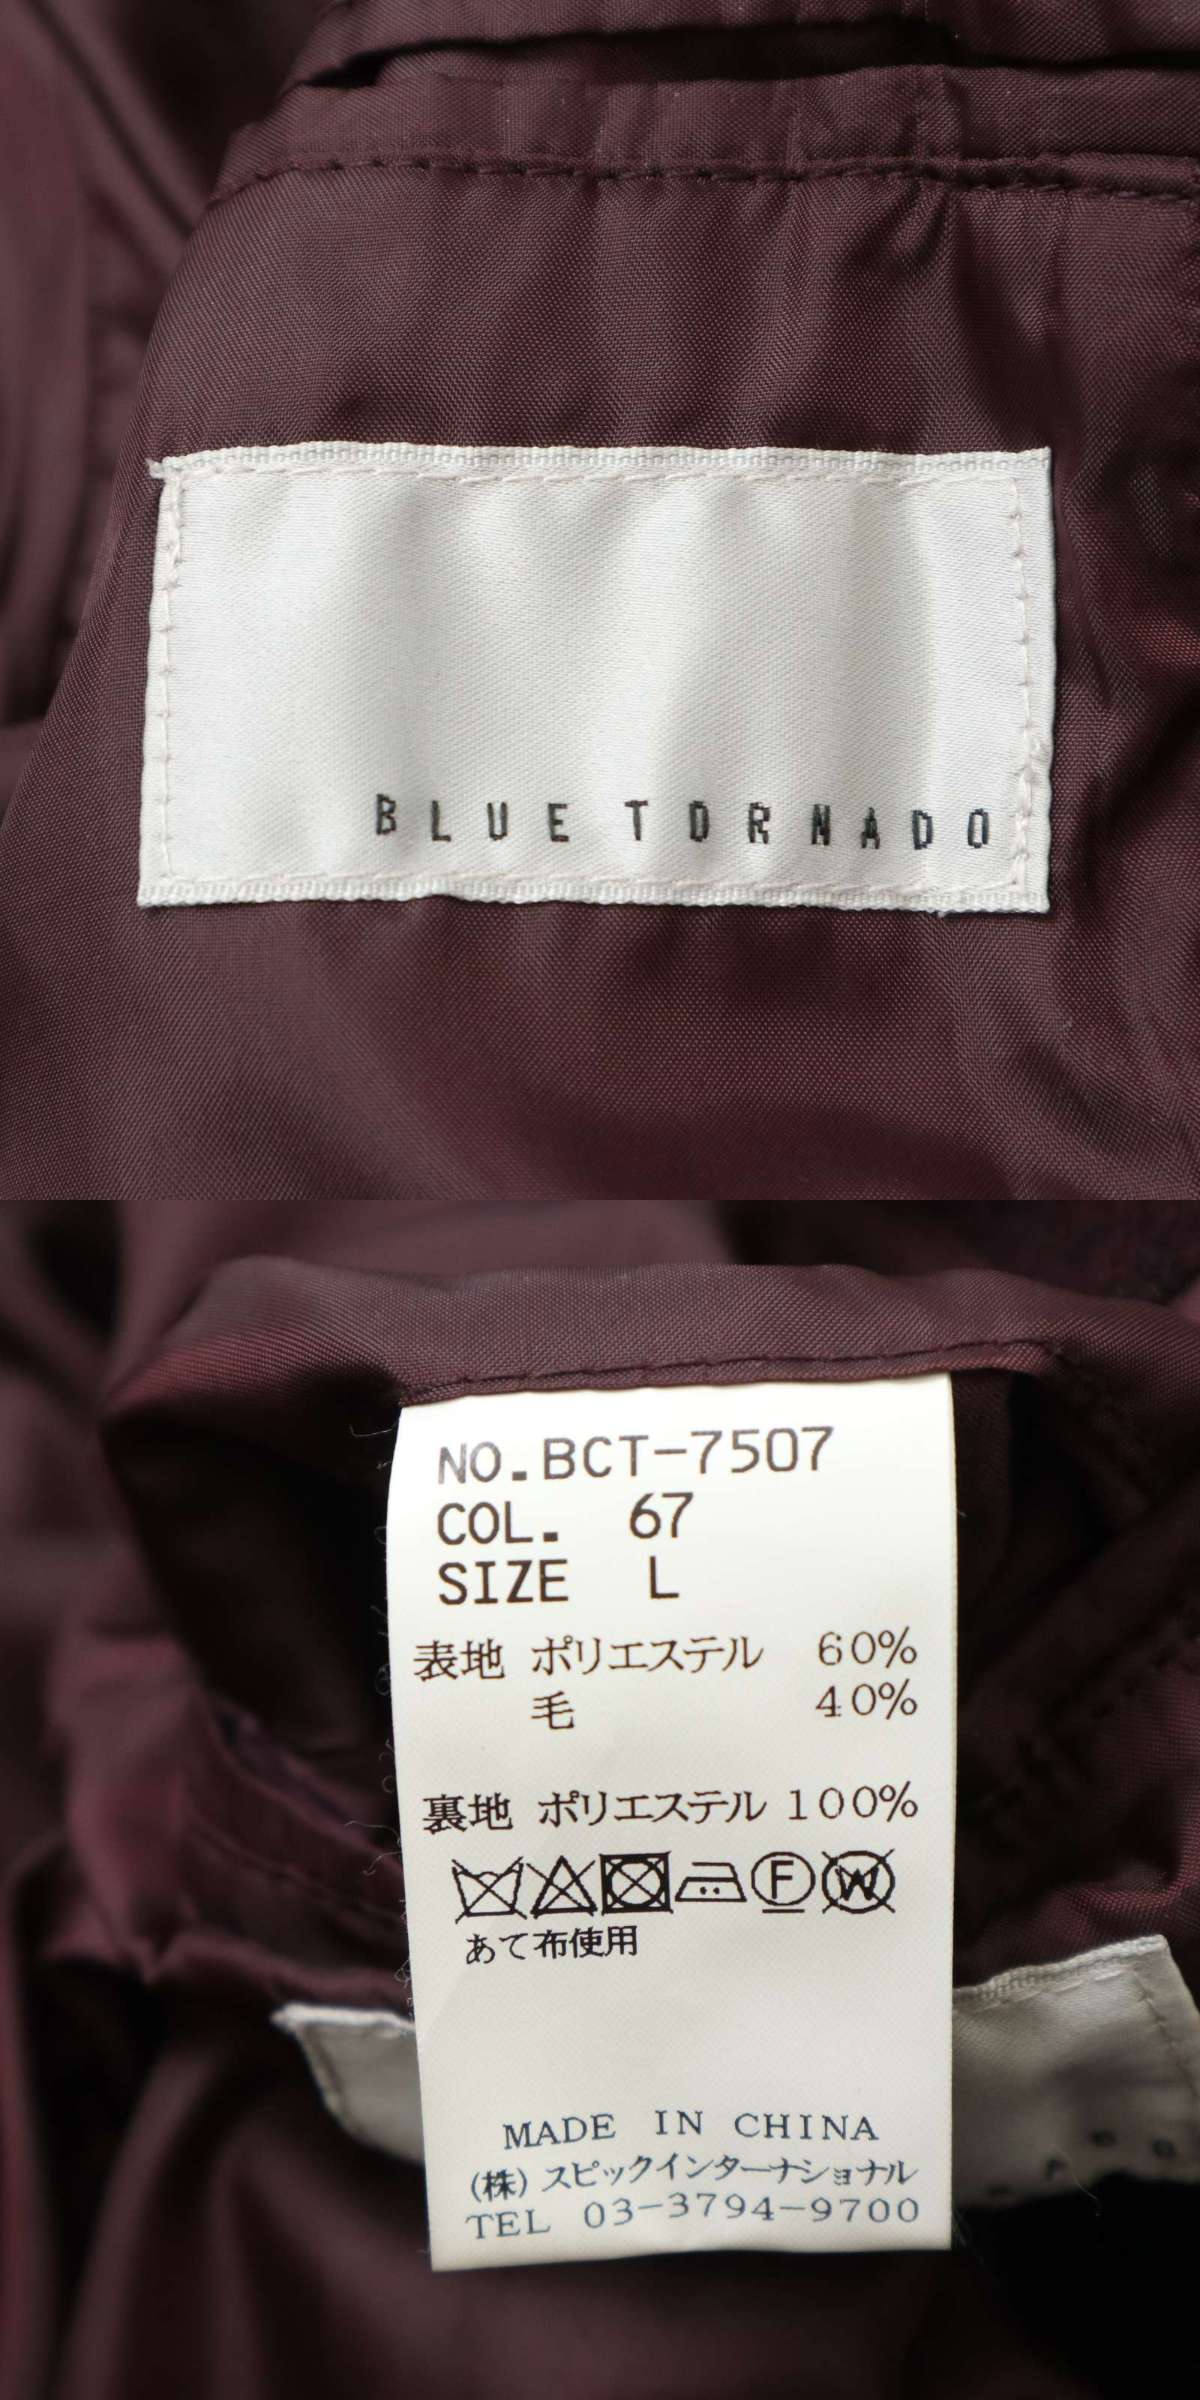 BLUE TORNADO
NO.BCT-7507
COL. 67
SIZE L
表地 ポリエステル 60%
毛 40%
裏地 ポリエステル 100%
F W
あて布使用
MADE IN CHINA
(株)スピックインターナショナル
TEL 03-3794-9700